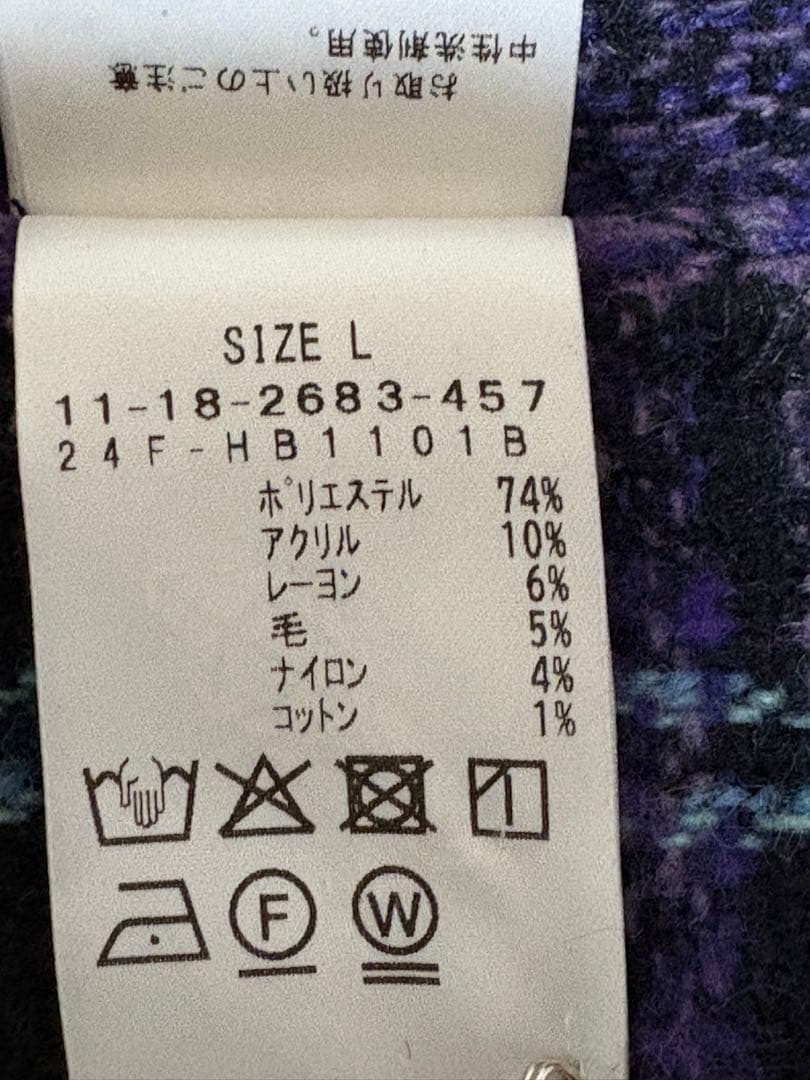 中性洗剤使用。
お取り扱い上のご注意
SIZE L
11-18-2683-457
24F-HB1101B
ポリエステル 74%
アクリル 10%
レーヨン 6%
毛 5%
ナイロン 4%
コットン 1%
F
W